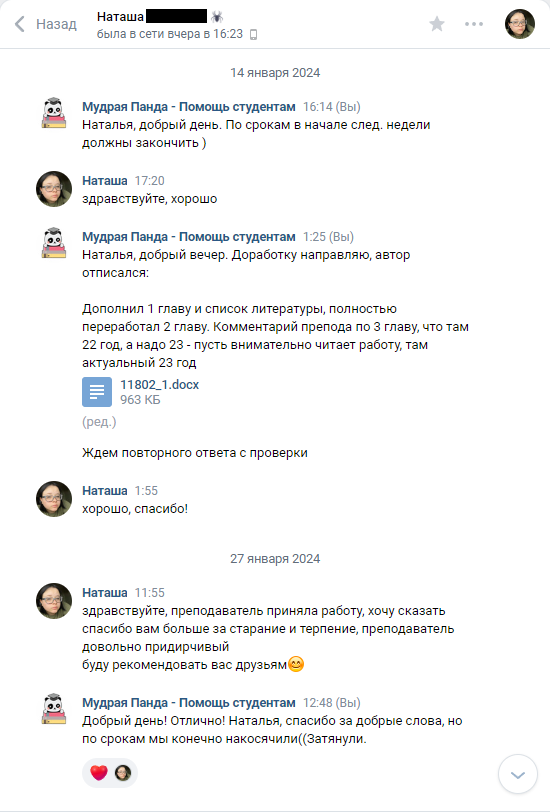 Назад
Наташа
была в сети вчера в 16:23
14 января 2024
Мудрая Панда - Помощь студентам 16:14 (Вы)
Наталья, добрый день. По срокам в начале след. недели
должны закончить )
Наташа 17:20
здравствуйте, хорошо
Мудрая Панда - Помощь студентам 1:25 (Вы)
Наталья, добрый вечер. Доработку направляю, автор
отписался:
Дополнил 1 главу и список литературы, полностью
переработал 2 главу. Комментарий препода по 3 главу, что там
22 год, а надо 23 - пусть внимательно читает работу, там
актуальный 23 год
11802_1.docx
963 КБ
(ред.)
Ждем повторного ответа с проверки
Наташа 1:55
хорошо, спасибо!
27 января 2024
Наташа 11:55
здравствуйте, преподаватель приняла работу, хочу сказать
спасибо вам больше за старание и терпение, преподаватель
довольно придирчивый
буду рекомендовать вас друзьям😊
Мудрая Панда - Помощь студентам 12:48 (Вы)
Добрый день! Отлично! Наталья, спасибо за добрые слова, но
по срокам мы конечно накосячили((Затянули.